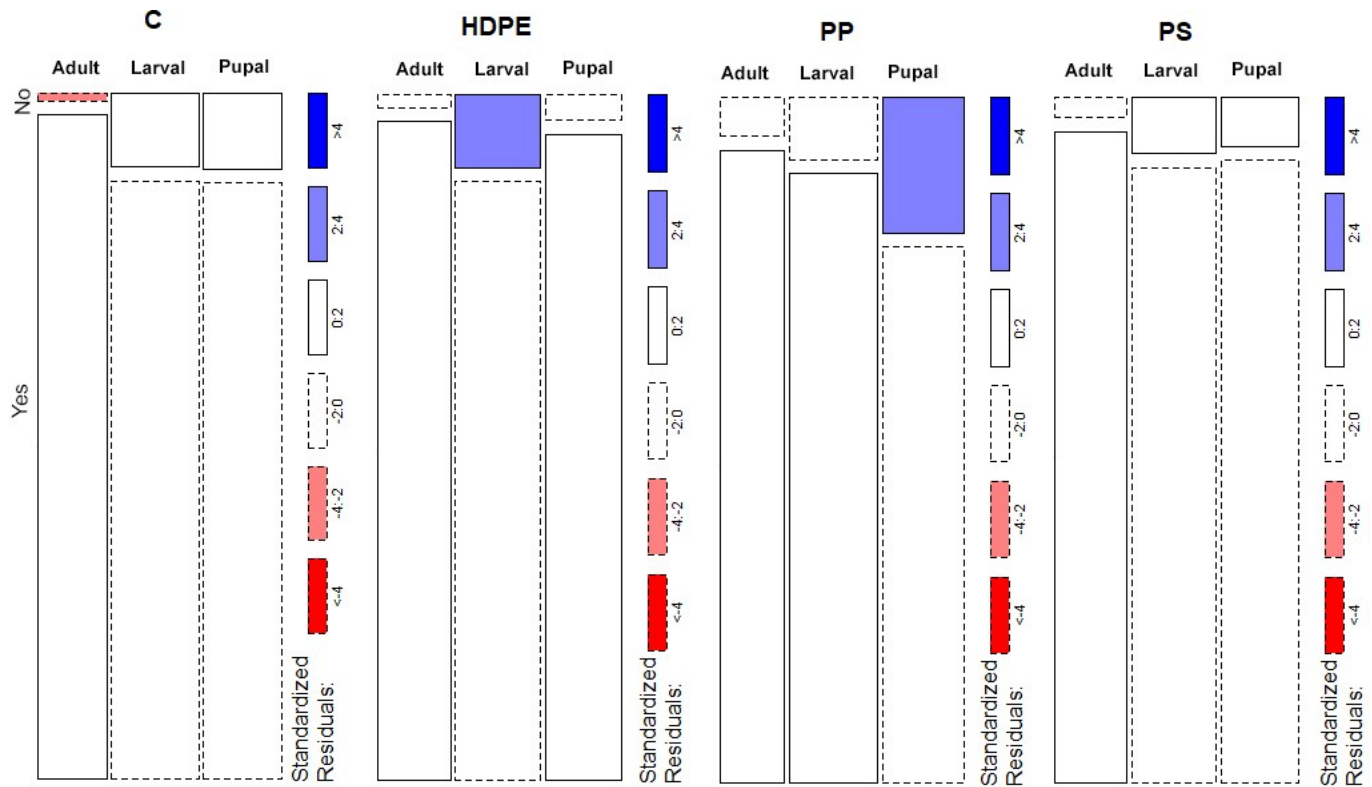 C
Adult Larval Pupal
No
Yes
>4
2:4
0:2
-2:0
-4:-2
<-4
Standardized
Residuals:
HDPE
Adult Larval Pupal
>4
2:4
0:2
-2:0
-4:-2
<-4
Standardized
Residuals:
PP
Adult Larval Pupal
>4
2:4
0:2
-2:0
-4:-2
<-4
Standardized
Residuals:
PS
Adult Larval Pupal
>4
2:4
0:2
-2:0
-4:-2
<-4
Standardized
Residuals: